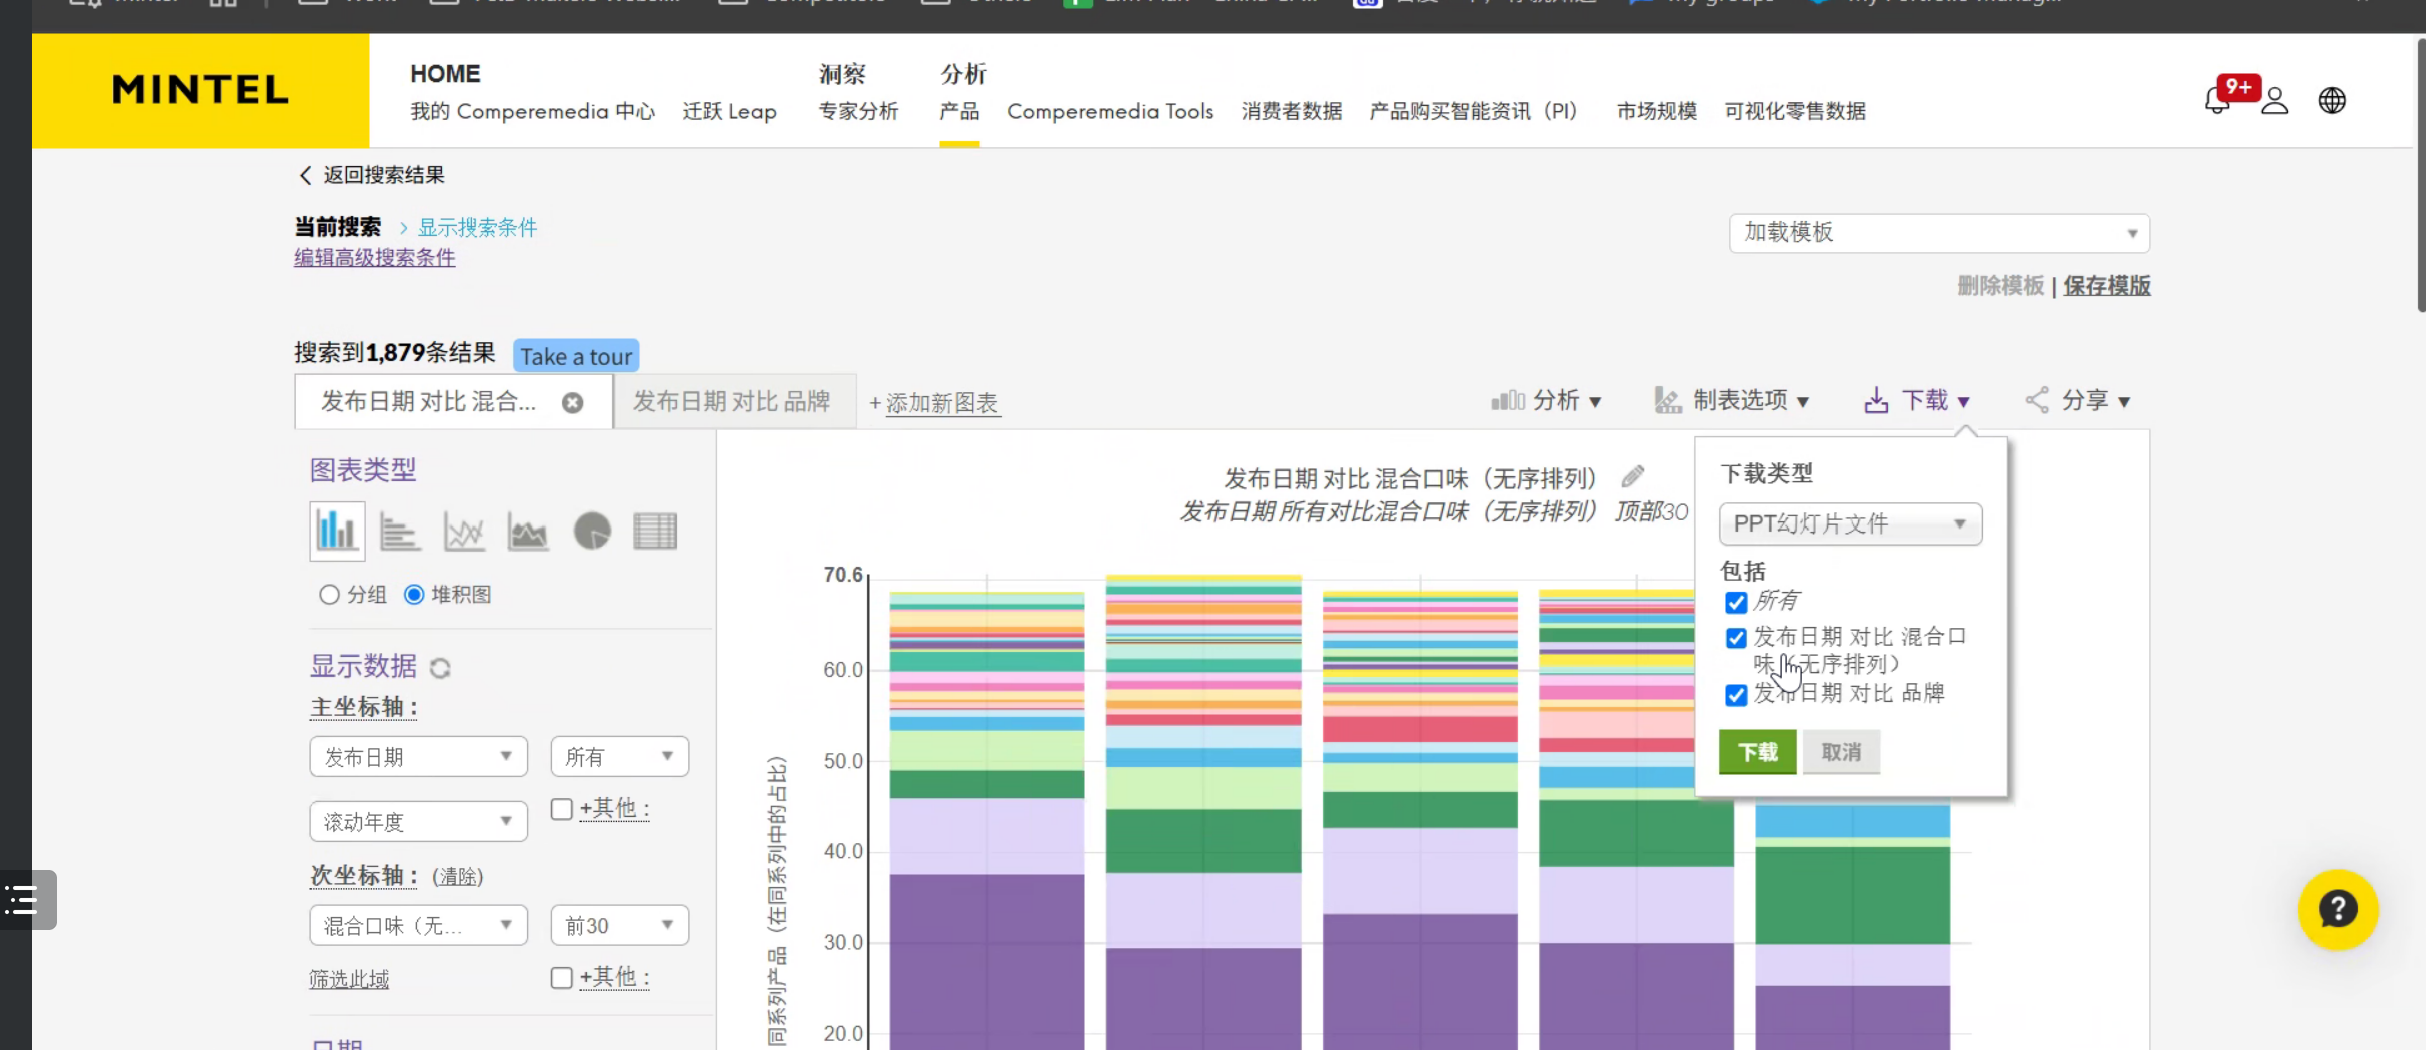 MINTEL
HOME
洞察
分析
我的 Comperemedia 中心
迁跃 Leap
专家分析
产品
Comperemedia Tools
消费者数据
产品购买智能资讯（PI）
市场规模
可视化零售数据
9+
返回搜索结果
当前搜索 > 显示搜索条件
编辑高级搜索条件
加载模板
删除模板 | 保存模版
搜索到1,879条结果
Take a tour
发布日期 对比 混合...
发布日期 对比 品牌
+ 添加新图表
分析
制表选项
下载
分享
图表类型
分组
堆积图
显示数据
主坐标轴：
发布日期
所有
滚动年度
+其他：
次坐标轴： (清除)
混合口味（无...
前30
筛选此域
+其他：
发布日期 对比 混合口味（无序排列）
发布日期 所有对比混合口味（无序排列） 顶部30
70.6
60.0
50.0
40.0
30.0
20.0
同系列产品（在同系列中的占比）
下载类型
PPT幻灯片文件
包括
所有
发布日期 对比 混合口
味（无序排列）
发布日期 对比 品牌
下载
取消
?